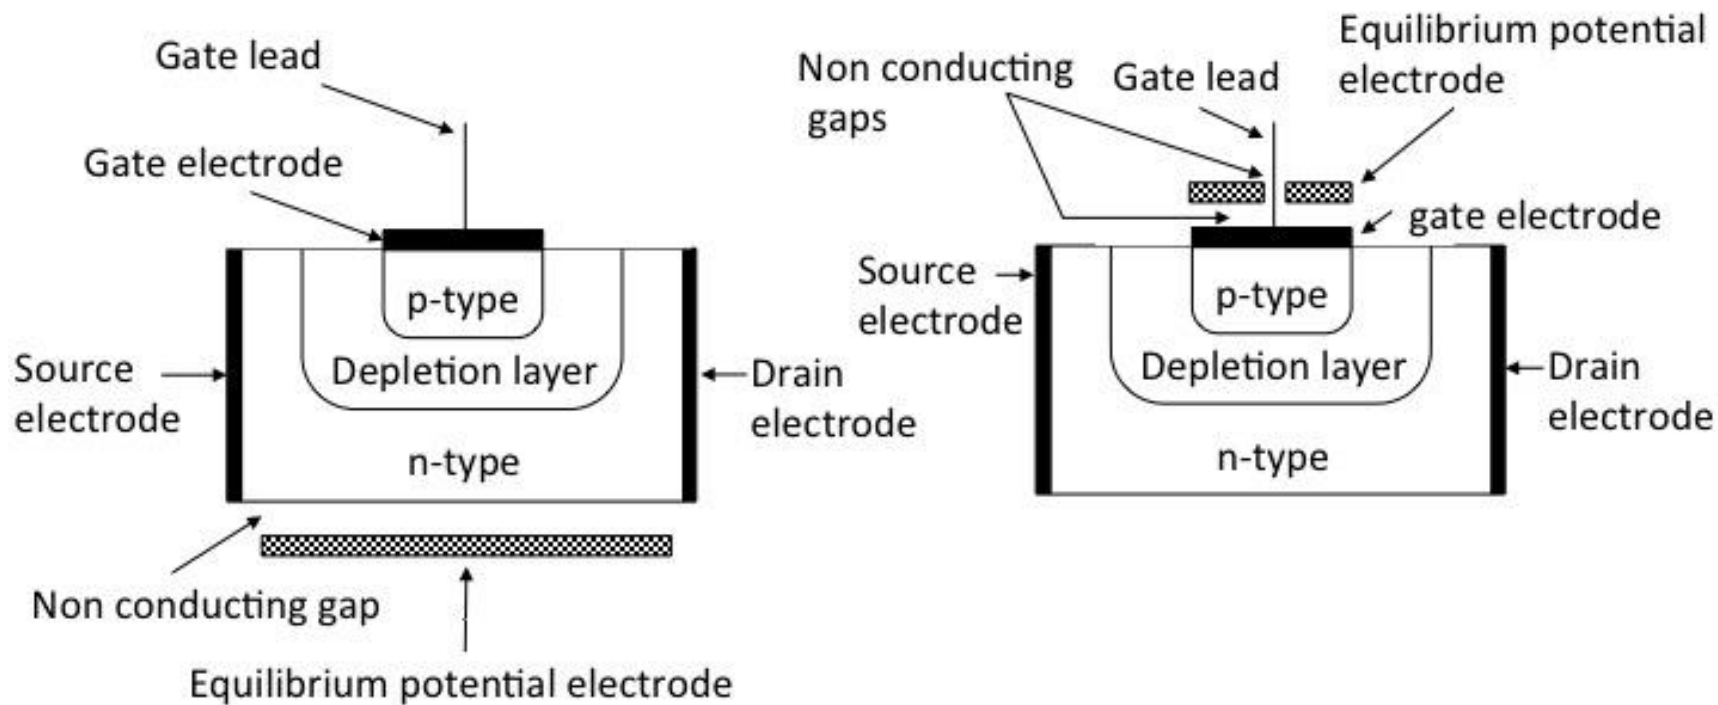 Gate lead
Gate electrode
p-type
Depletion layer
Source
electrode
Drain
electrode
n-type
Non conducting gap
Equilibrium potential electrode
Equilibrium potential
electrode
Non conducting
gaps
Gate lead
gate electrode
Source
electrode
p-type
Depletion layer
Drain
electrode
n-type